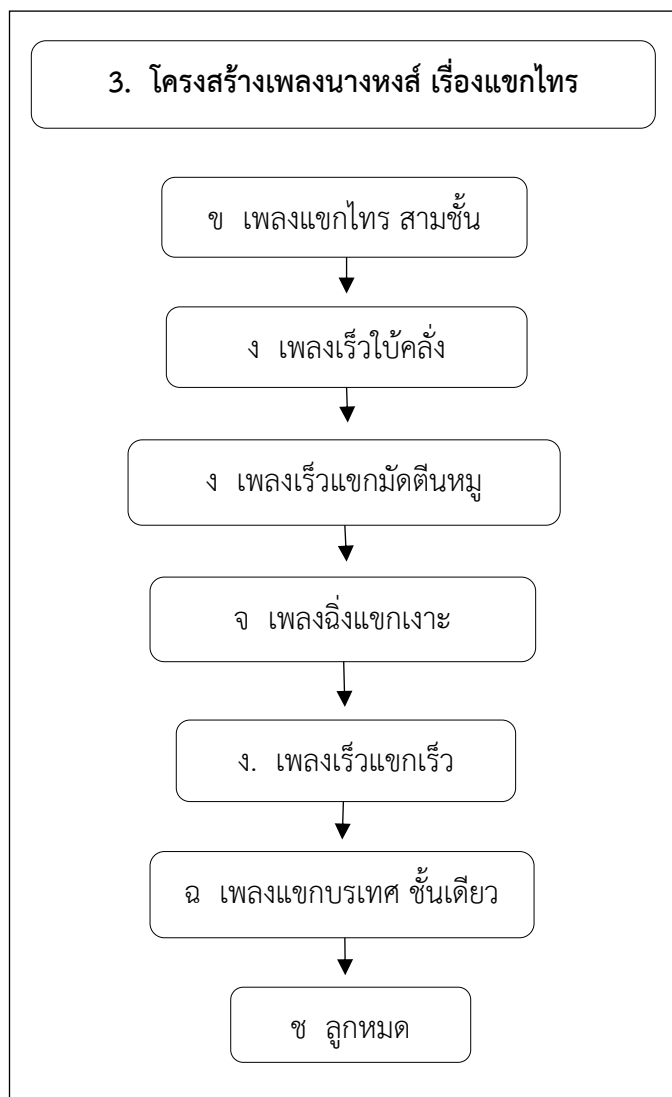 3. โครงสร้างเพลงนางหงส์ เรื่องแขกไทร
ข เพลงแขกไทร สามชั้น
ง เพลงเร็วใบ้คลั่ง
ง เพลงเร็วแขกมัดตีนหมู
จ เพลงฉิ่งแขกเงาะ
ง. เพลงเร็วแขกเร็ว
ฉ เพลงแขกบรเทศ ชั้นเดียว
ช ลูกหมด